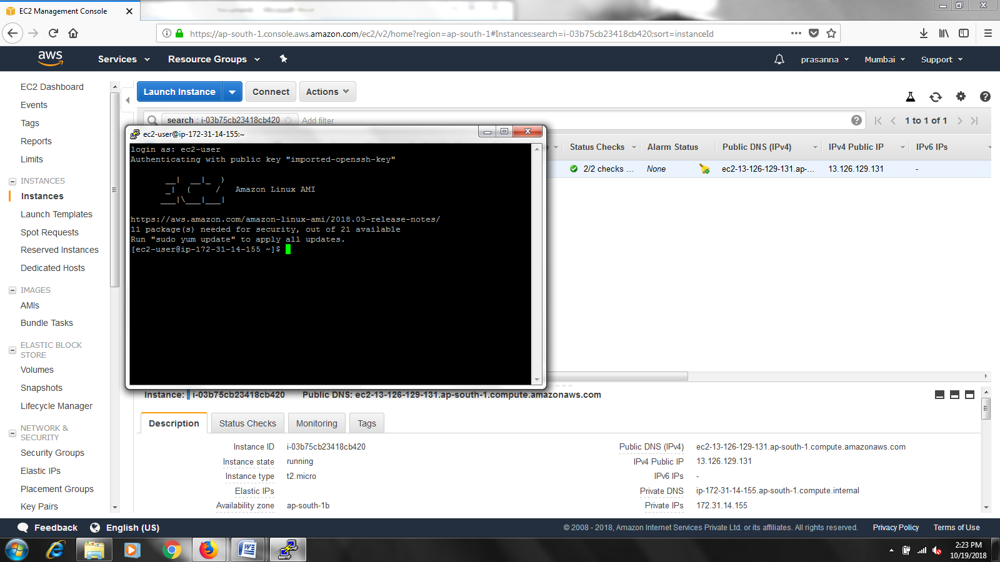 EC2 Management Console
https://ap-south-1.console.aws.amazon.com/ec2/v2/home?region=ap-south-1#Instances:search=i-03b75cb23418cb420;sort=instanceId
aws
Services
Resource Groups
prasanna
Mumbai
Support
EC2 Dashboard
Events
Tags
Reports
Limits
INSTANCES
Instances
Launch Templates
Spot Requests
Reserved Instances
Dedicated Hosts
IMAGES
AMIs
Bundle Tasks
ELASTIC BLOCK
STORE
Volumes
Snapshots
Lifecycle Manager
NETWORK &
SECURITY
Security Groups
Elastic IPs
Placement Groups
Key Pairs
Launch Instance
Connect
Actions
search : i-03b75cb23418cb420
Add filter
1 to 1 of 1
Status Checks
Alarm Status
Public DNS (IPv4)
IPv4 Public IP
IPv6 IPs
2/2 checks ...
None
ec2-13-126-129-131.ap-...
13.126.129.131
-
ec2-user@ip-172-31-14-155:~
login as: ec2-user
Authenticating with public key "imported-openssh-key"
__|  __|_  )
_|  (     /   Amazon Linux AMI
___|\___|___|
https://aws.amazon.com/amazon-linux-ami/2018.03-release-notes/
11 package(s) needed for security, out of 21 available
Run "sudo yum update" to apply all updates.
[ec2-user@ip-172-31-14-155 ~]$
Instance: i-03b75cb23418cb420 Public DNS: ec2-13-126-129-131.ap-south-1.compute.amazonaws.com
Description
Status Checks
Monitoring
Tags
Instance ID i-03b75cb23418cb420
Instance state running
Instance type t2.micro
Elastic IPs
Availability zone ap-south-1b
Public DNS (IPv4) ec2-13-126-129-131.ap-south-1.compute.amazonaws.com
IPv4 Public IP 13.126.129.131
IPv6 IPs -
Private DNS ip-172-31-14-155.ap-south-1.compute.internal
Private IPs 172.31.14.155
Feedback
English (US)
© 2008 - 2018, Amazon Internet Services Private Ltd. or its affiliates. All rights reserved.
Privacy Policy
Terms of Use
2:23 PM
10/19/2018